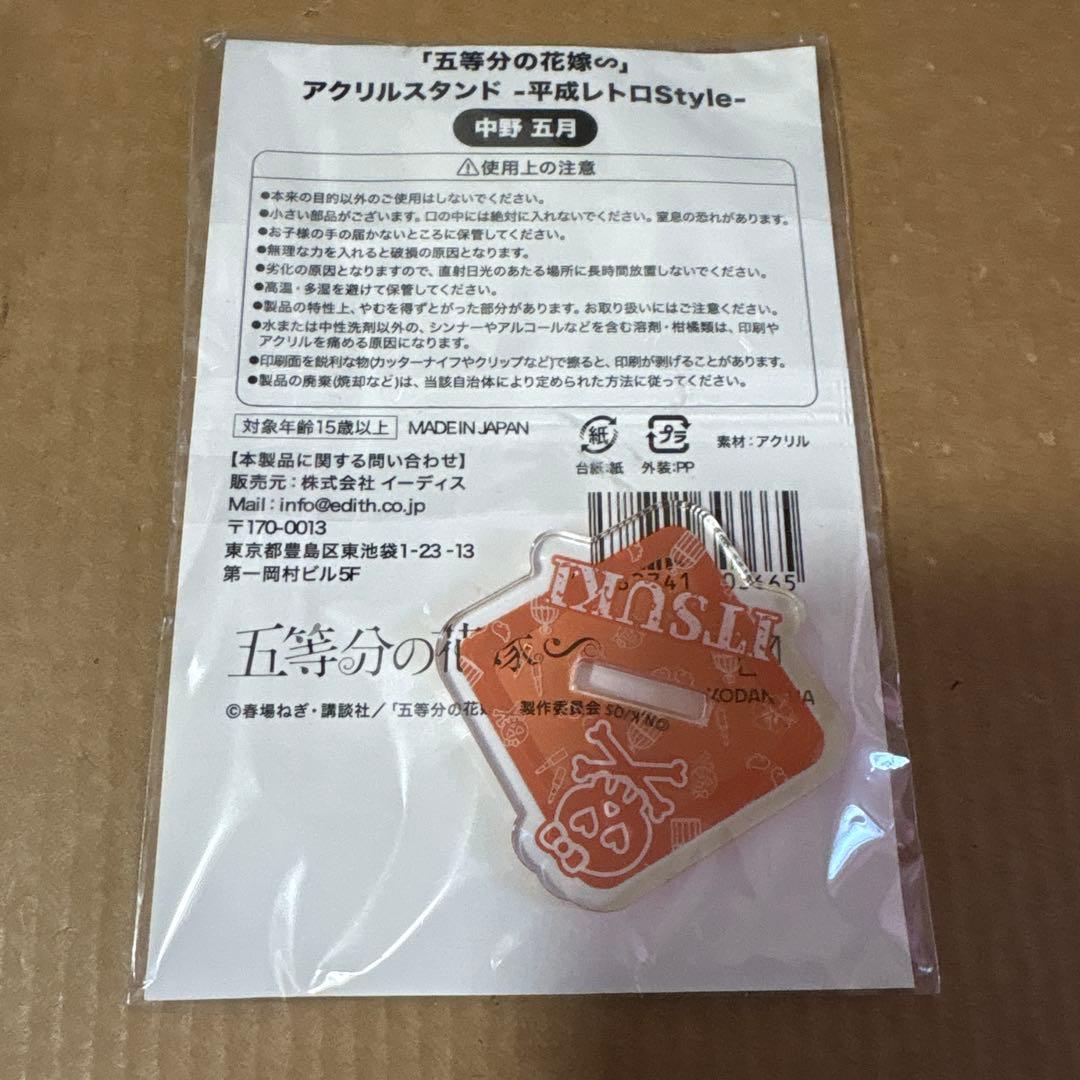 「五等分の花嫁∽」
アクリルスタンド -平成レトロStyle-
中野 五月
⚠使用上の注意
●本来の目的以外のご使用はしないでください。
●小さい部品がございます。口の中には絶対に入れないでください。窒息の恐れがあります。
●お子様の手の届かないところに保管してください。
●無理な力を入れると破損の原因となります。
●劣化の原因となりますので、直射日光のあたる場所に長時間放置しないでください。
●高温・多湿を避けて保管してください。
●製品の特性上、やむを得ずとがった部分があります。お取り扱いにはご注意ください。
●水または中性洗剤以外の、シンナーやアルコールなどを含む溶剤・柑橘類は、印刷や
アクリルを痛める原因になります。
●印刷面を鋭利な物(カッターナイフやクリップなど)で擦ると、印刷が剥げることがあります。
●製品の廃棄(焼却など)は、当該自治体により定められた方法に従ってください。
対象年齢15歳以上 MADE IN JAPAN
紙 プラ 素材:アクリル
台紙:紙 外装:PP
【本製品に関する問い合わせ】
販売元:株式会社 イーディス
Mail:info@edith.co.jp
〒170-0013
東京都豊島区東池袋1-23-13
第一岡村ビル5F
ITSUKI
五等分の花嫁∽
©春場ねぎ・講談社/「五等分の花 製作委員会
©N.K/QS